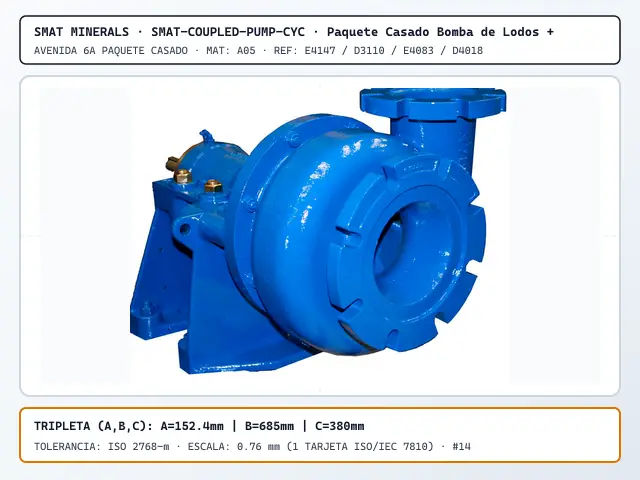 SMAT MINERALS · SMAT-COUPLED-PUMP-CYC · Paquete Casado Bomba de Lodos +
AVENIDA 6A PAQUETE CASADO · MAT: A05 · REF: E4147 / D3110 / E4083 / D4018
TRIPLETA (A,B,C): A=152.4mm | B=685mm | C=380mm
TOLERANCIA: ISO 2768-m · ESCALA: 0.76 mm (1 TARJETA ISO/IEC 7810) · #14